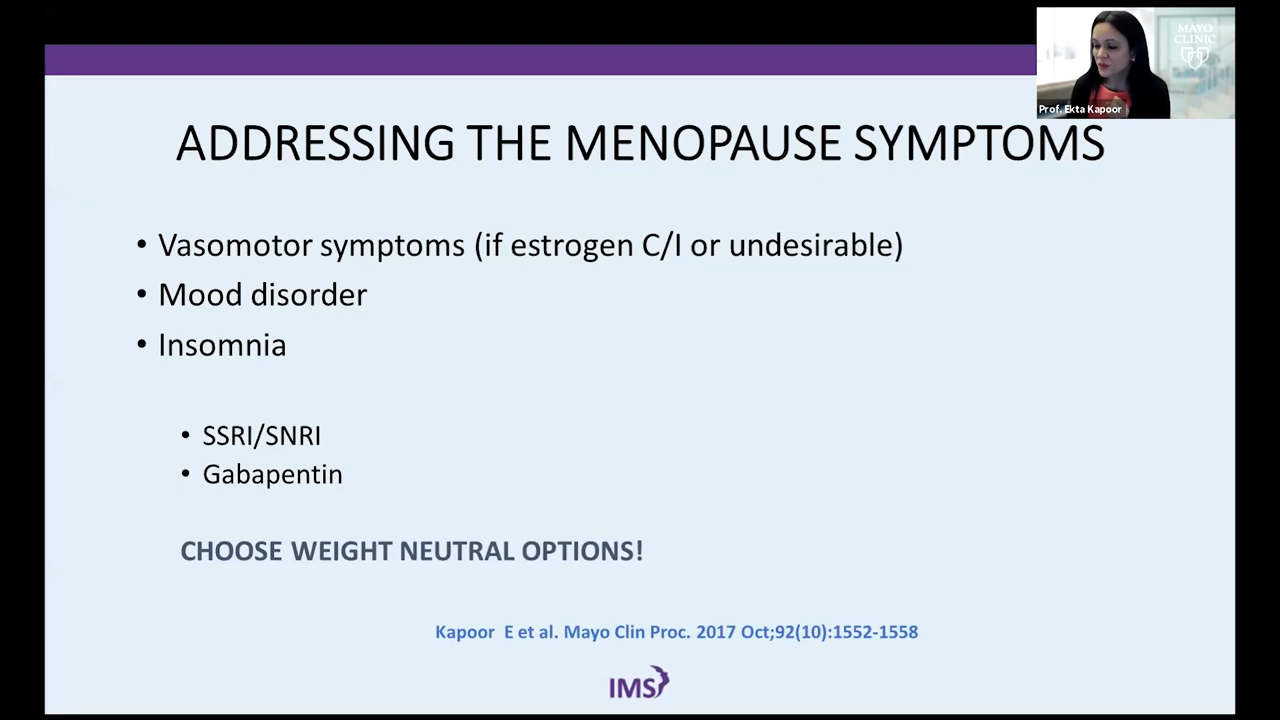 MAYO
CLINIC
Prof. Ekta Kapoor
ADDRESSING THE MENOPAUSE SYMPTOMS
• Vasomotor symptoms (if estrogen C/I or undesirable)
• Mood disorder
• Insomnia
• SSRI/SNRI
• Gabapentin
CHOOSE WEIGHT NEUTRAL OPTIONS!
Kapoor E et al. Mayo Clin Proc. 2017 Oct;92(10):1552-1558
IMS